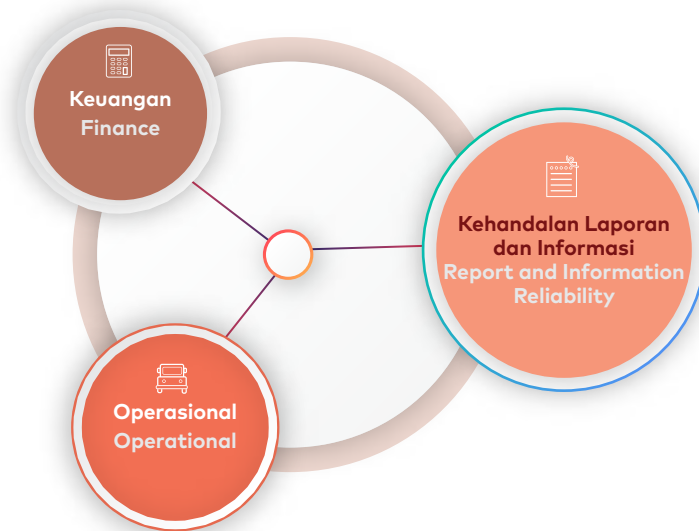 Keuangan
Finance
Kehandalan Laporan
dan Informasi
Report and Information
Reliability
Operasional
Operational